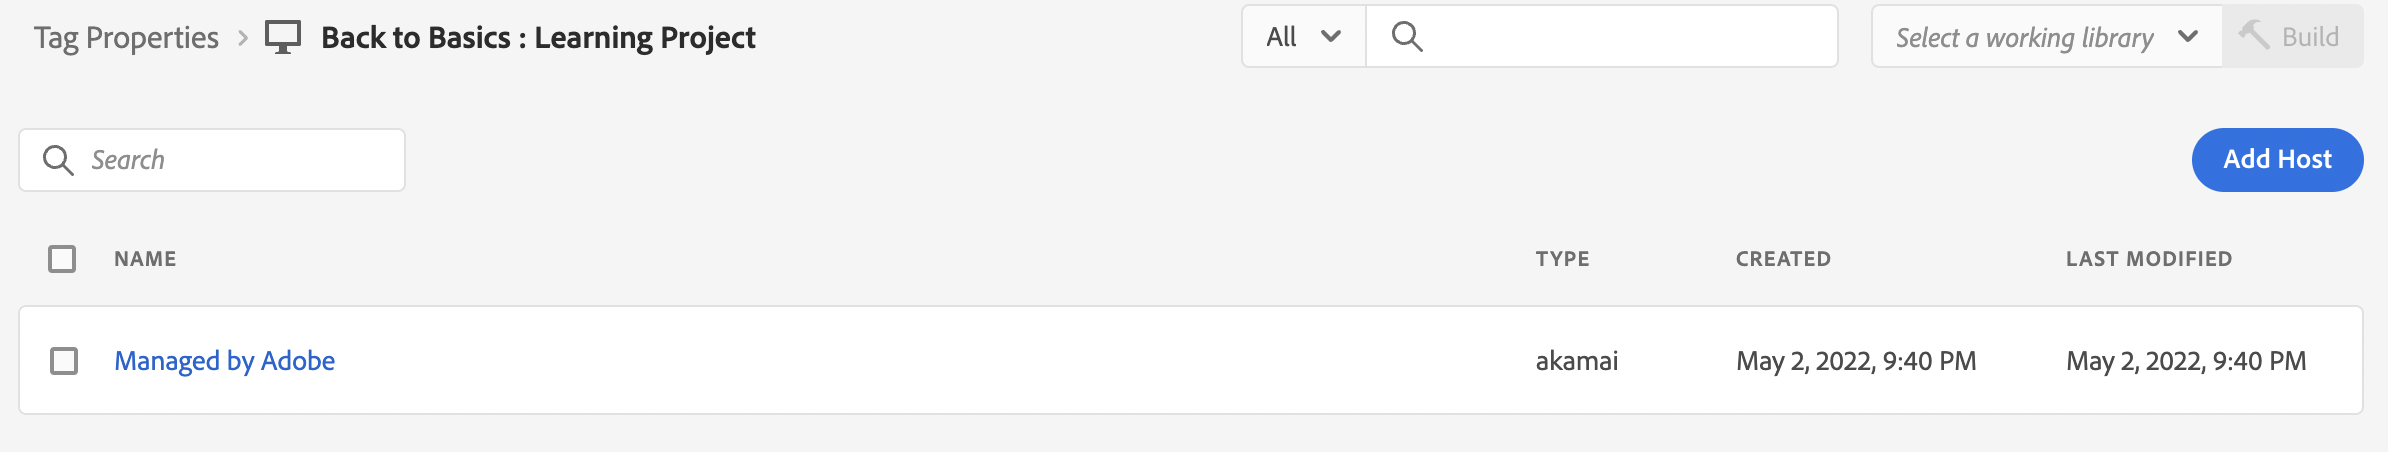 Tag Properties > Back to Basics : Learning Project
All
Select a working library
Build
Search
Add Host
NAME TYPE CREATED LAST MODIFIED
Managed by Adobe akamai May 2, 2022, 9:40 PM May 2, 2022, 9:40 PM